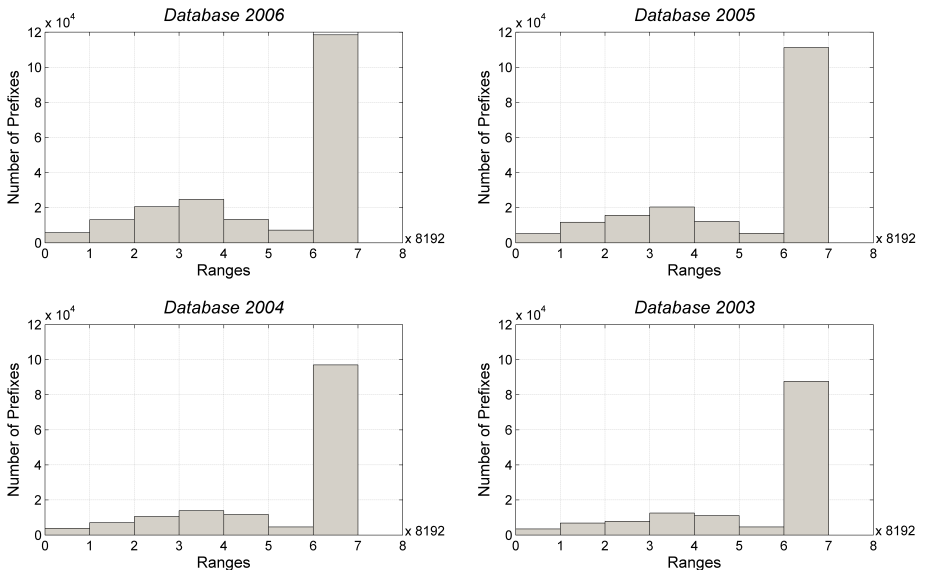 Database 2006
x 10^4
12
10
8
6
4
2
0
Number of Prefixes
0 1 2 3 4 5 6 7 8
x 8192
Ranges
Database 2005
x 10^4
12
10
8
6
4
2
0
Number of Prefixes
0 1 2 3 4 5 6 7 8
x 8192
Ranges
Database 2004
x 10^4
12
10
8
6
4
2
0
Number of Prefixes
0 1 2 3 4 5 6 7 8
x 8192
Ranges
Database 2003
x 10^4
12
10
8
6
4
2
0
Number of Prefixes
0 1 2 3 4 5 6 7 8
x 8192
Ranges